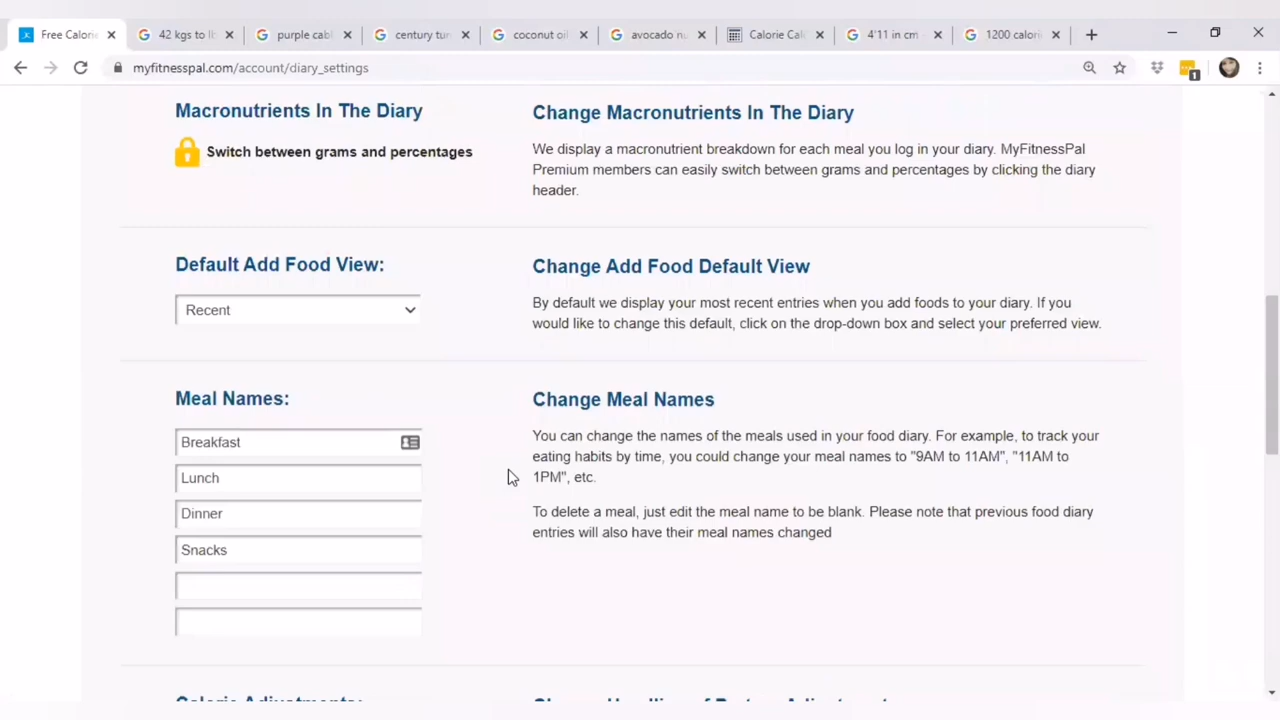 Free Calorie
42 kgs to lb
purple cabl
century tun
coconut oil
avocado nu
Calorie Calc
4'11 in cm -
1200 calori
myfitnesspal.com/account/diary_settings
1
Macronutrients In The Diary
Switch between grams and percentages
Change Macronutrients In The Diary
We display a macronutrient breakdown for each meal you log in your diary. MyFitnessPal
Premium members can easily switch between grams and percentages by clicking the diary
header.
Default Add Food View:
Recent
Change Add Food Default View
By default we display your most recent entries when you add foods to your diary. If you
would like to change this default, click on the drop-down box and select your preferred view.
Meal Names:
Breakfast
Lunch
Dinner
Snacks
Change Meal Names
You can change the names of the meals used in your food diary. For example, to track your
eating habits by time, you could change your meal names to "9AM to 11AM", "11AM to
1PM", etc.
To delete a meal, just edit the meal name to be blank. Please note that previous food diary
entries will also have their meal names changed
Calorie Adjustments: